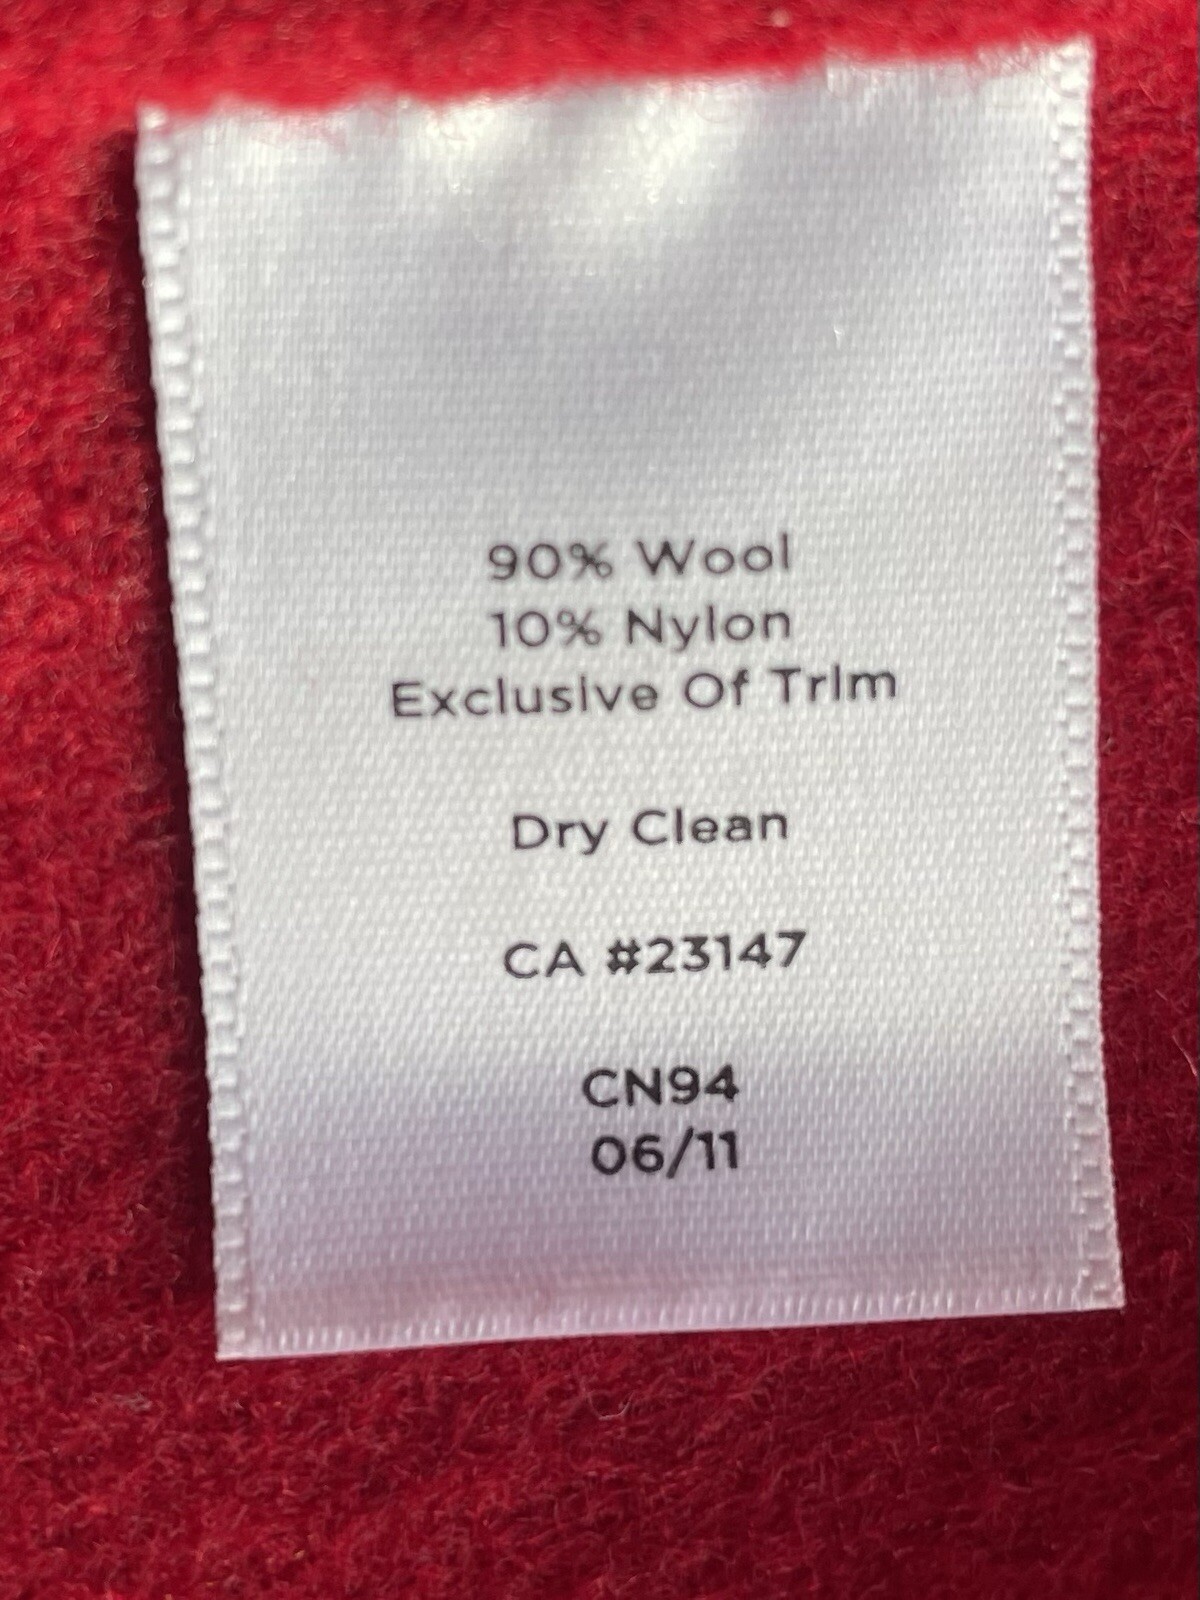 90% Wool
10% Nylon
Exclusive Of Trim
Dry Clean
CA #23147
CN94
06/11